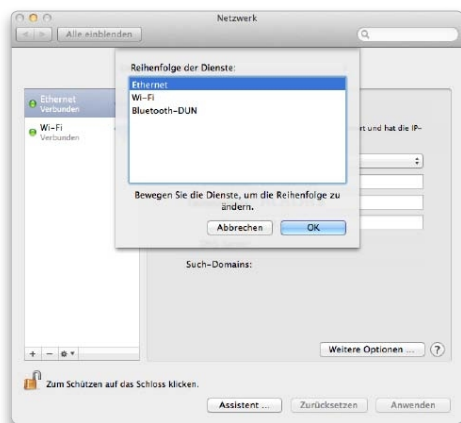 Netzwerk
Alle einblenden
Reihenfolge der Dienste:
Ethernet
Wi-Fi
Bluetooth-DUN
Bewegen Sie die Dienste, um die Reihenfolge zu
ändern.
Abbrechen
OK
Ethernet
Verbunden
Wi-Fi
Verbunden
rt und hat die IP-
Such-Domains:
Weitere Optionen ...
?
Zum Schützen auf das Schloss klicken.
Assistent ...
Zurücksetzen
Anwenden